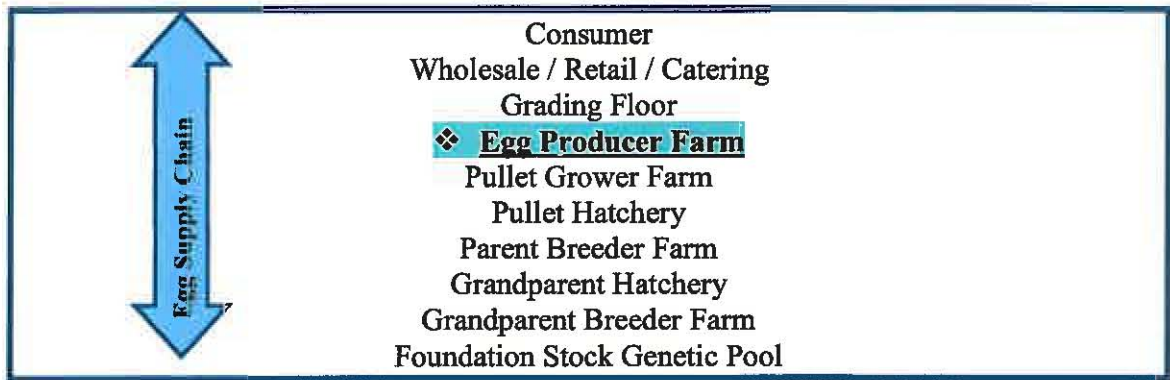 Consumer
Wholesale / Retail / Catering
Grading Floor
❖ Egg Producer Farm
Pullet Grower Farm
Pullet Hatchery
Parent Breeder Farm
Grandparent Hatchery
Grandparent Breeder Farm
Foundation Stock Genetic Pool
Egg Supply Chain